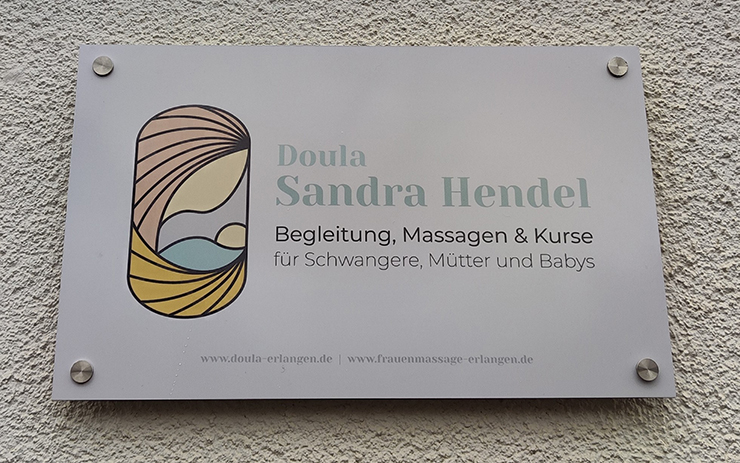 Doula
Sandra Hendel
Begleitung, Massagen & Kurse
für Schwangere, Mütter und Babys
www.doula-erlangen.de | www.frauenmassage-erlangen.de